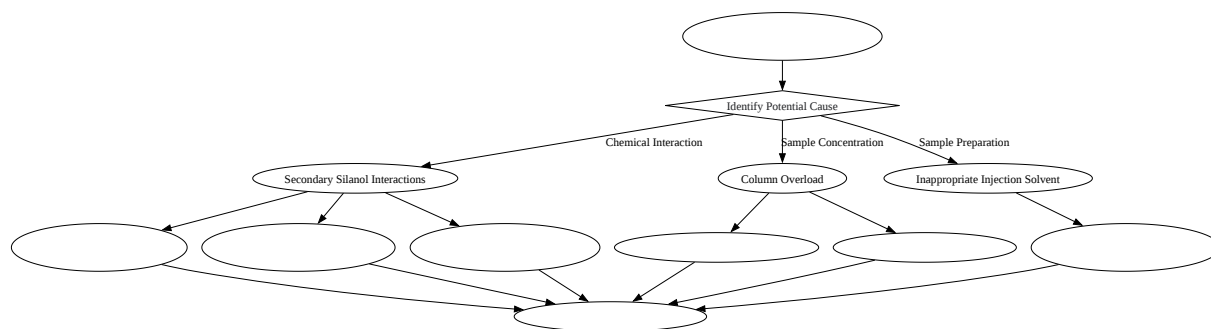 Identify Potential Cause
Chemical Interaction
Sample Concentration
Sample Preparation
Secondary Silanol Interactions
Column Overload
Inappropriate Injection Solvent